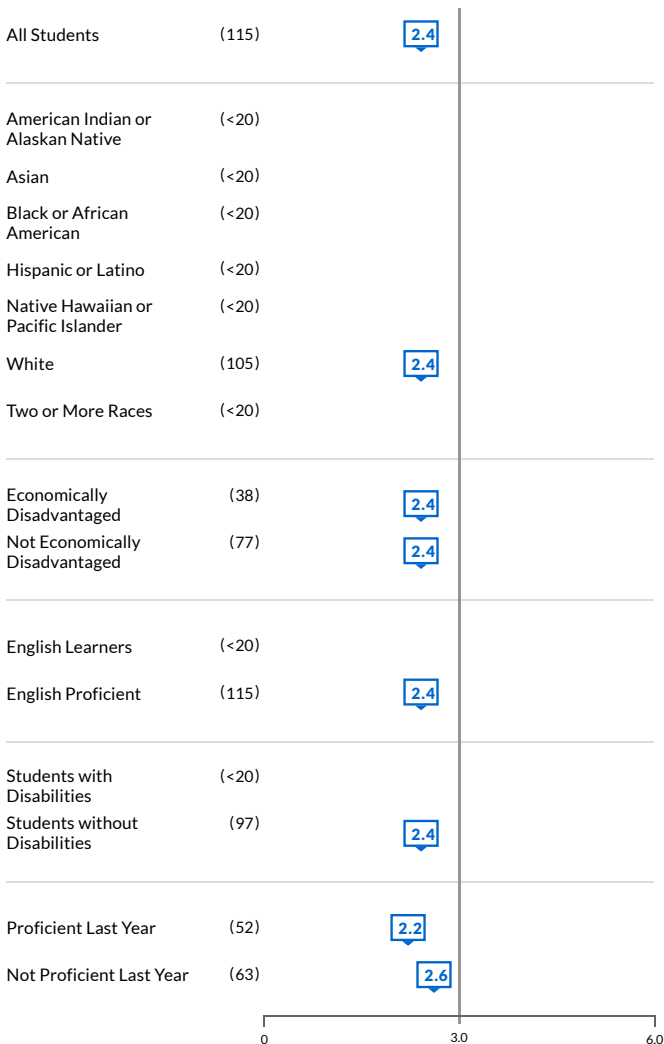 All Students (115) 2.4
American Indian or (<20)
Alaskan Native
Asian (<20)
Black or African (<20)
American
Hispanic or Latino (<20)
Native Hawaiian or (<20)
Pacific Islander
White (105) 2.4
Two or More Races (<20)
Economically (38) 2.4
Disadvantaged
Not Economically (77) 2.4
Disadvantaged
English Learners (<20)
English Proficient (115) 2.4
Students with (<20)
Disabilities
Students without (97) 2.4
Disabilities
Proficient Last Year (52) 2.2
Not Proficient Last Year (63) 2.6
0 3.0 6.0